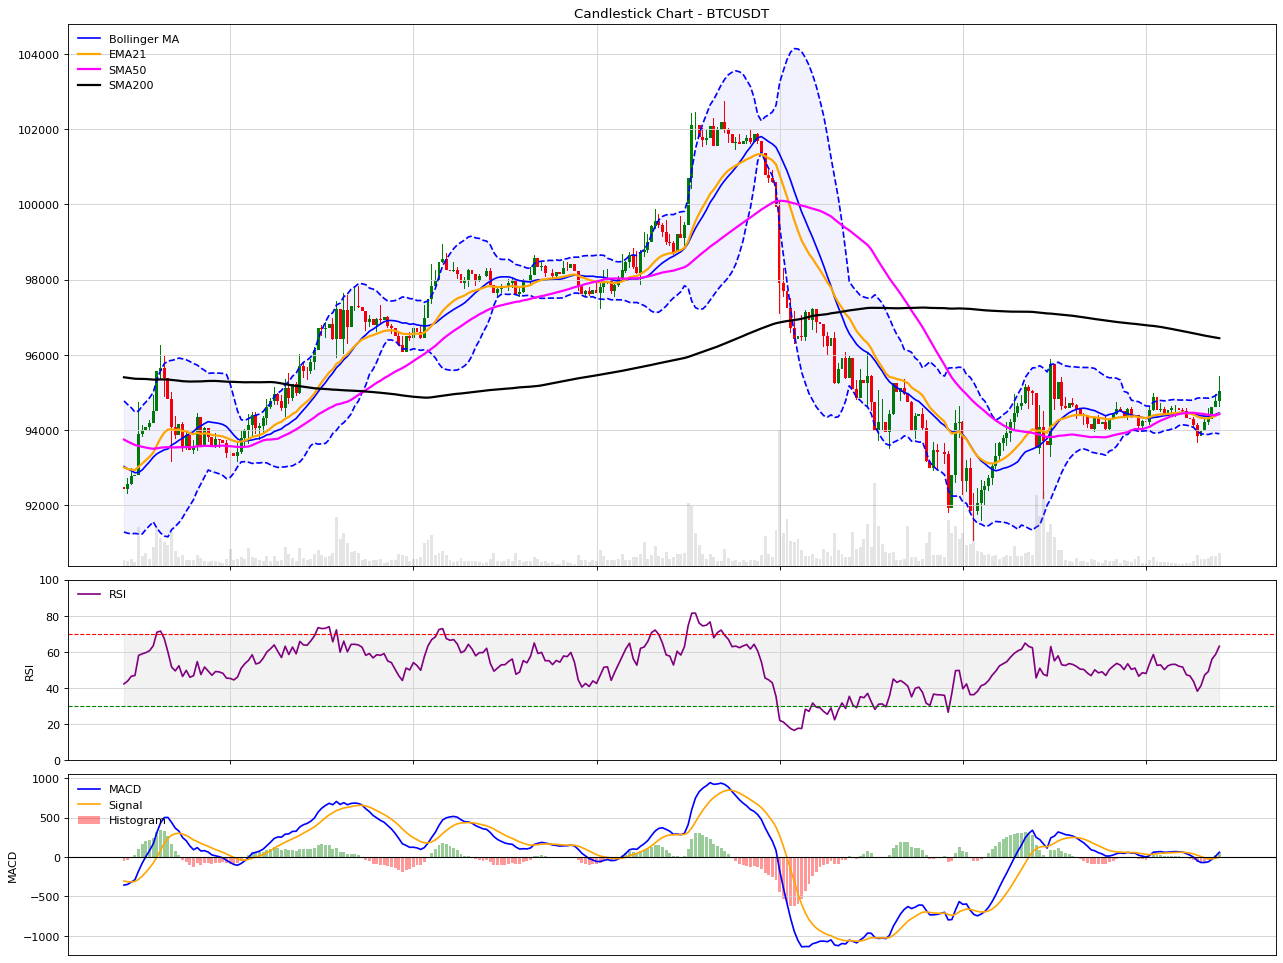 Candlestick Chart - BTCUSDT
Bollinger MA
EMA21
SMA50
SMA200
104000
102000
100000
98000
96000
94000
92000
RSI
100
80
60
40
20
0
RSI
MACD
Signal
Histogram
1000
500
0
−500
−1000
MACD